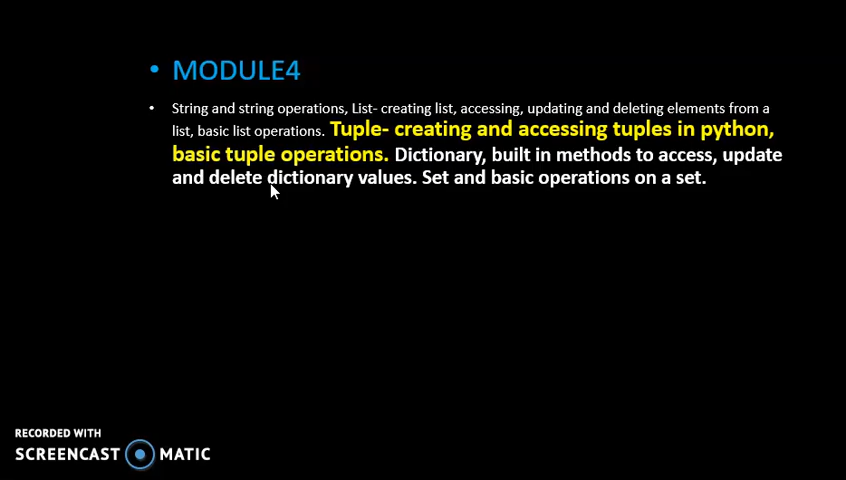 • MODULE4
• String and string operations, List- creating list, accessing, updating and deleting elements from a
list, basic list operations. Tuple- creating and accessing tuples in python,
basic tuple operations. Dictionary, built in methods to access, update
and delete dictionary values. Set and basic operations on a set.
RECORDED WITH
SCREENCAST MATIC